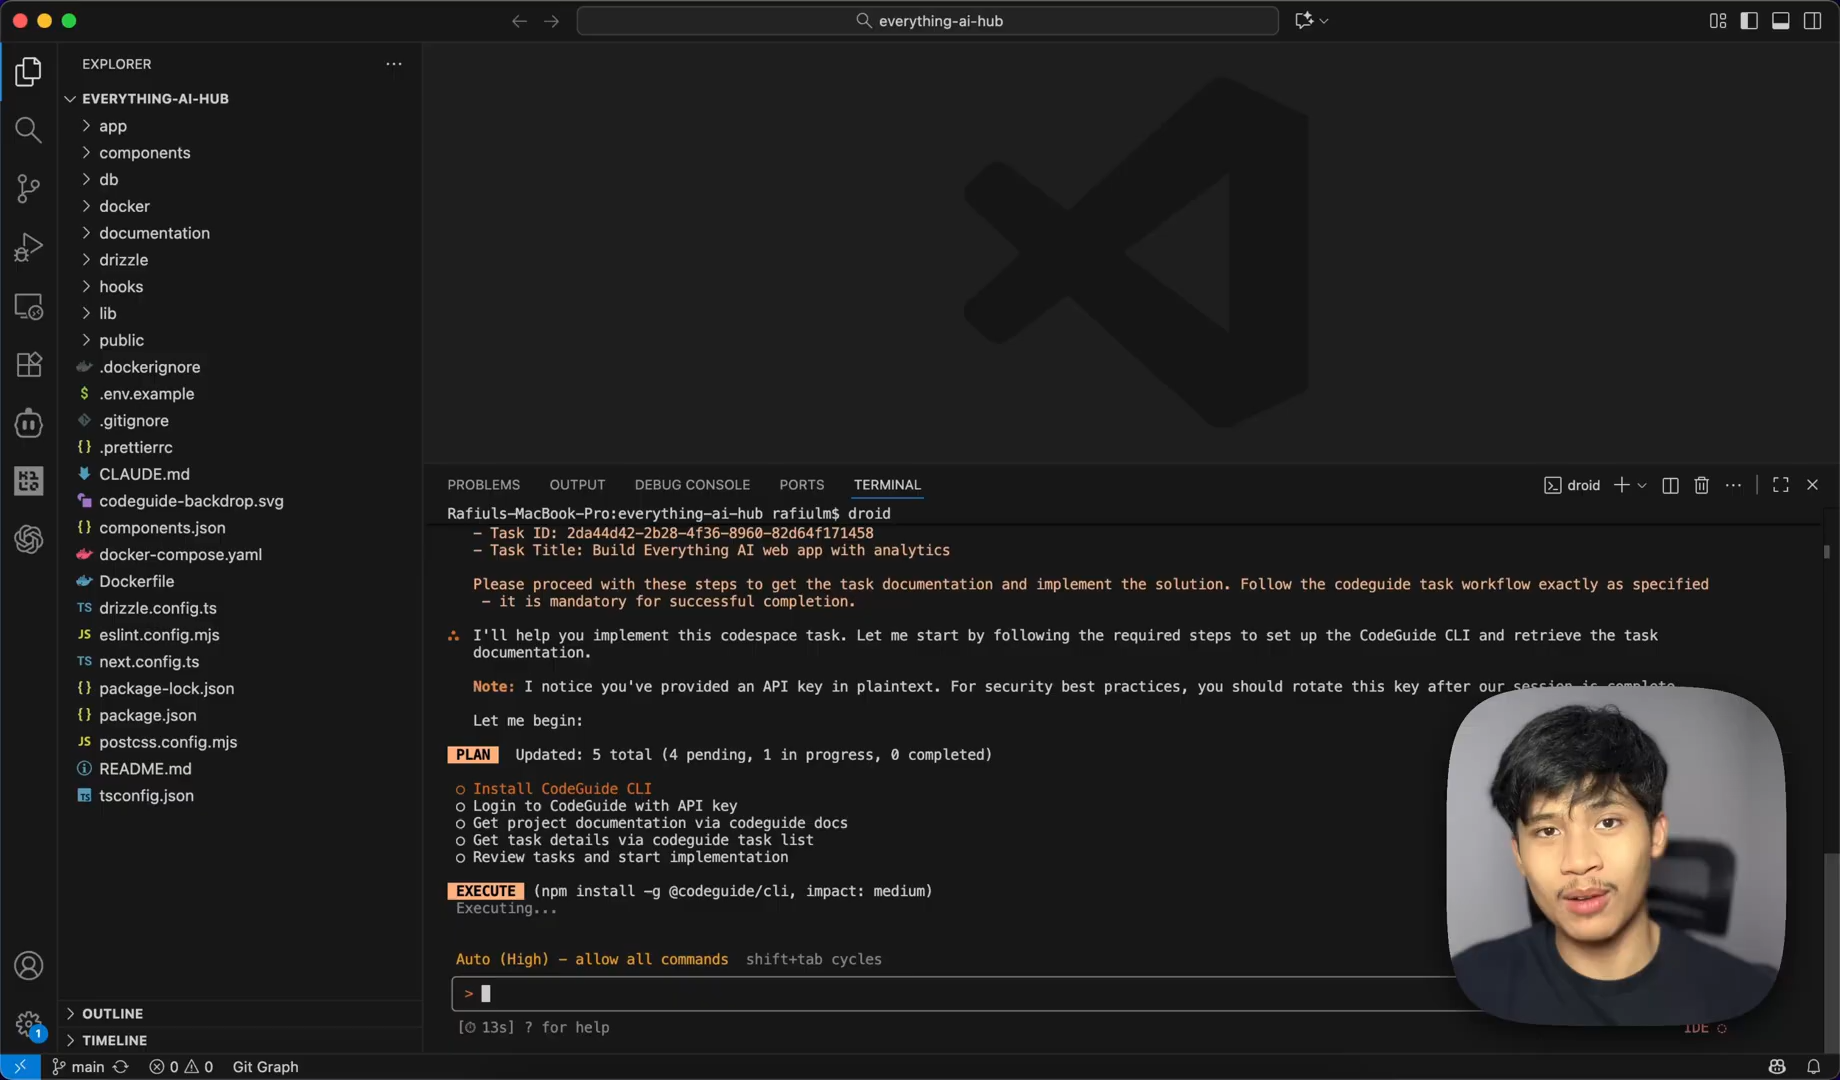 everything-ai-hub
EXPLORER
EVERYTHING-AI-HUB
app
components
db
docker
documentation
drizzle
hooks
lib
public
.dockerignore
.env.example
.gitignore
.prettierrc
CLAUDE.md
codeguide-backdrop.svg
components.json
docker-compose.yaml
Dockerfile
TS drizzle.config.ts
JS eslint.config.mjs
TS next.config.ts
package-lock.json
package.json
JS postcss.config.mjs
README.md
tsconfig.json
OUTLINE
TIMELINE
PROBLEMS OUTPUT DEBUG CONSOLE PORTS TERMINAL
droid
Rafiuls-MacBook-Pro:everything-ai-hub rafiulm$ droid
- Task ID: 2da44d42-2b28-4f36-8960-82d64f171458
- Task Title: Build Everything AI web app with analytics
Please proceed with these steps to get the task documentation and implement the solution. Follow the codeguide task workflow exactly as specified
- it is mandatory for successful completion.
I'll help you implement this codespace task. Let me start by following the required steps to set up the CodeGuide CLI and retrieve the task
documentation.
Note: I notice you've provided an API key in plaintext. For security best practices, you should rotate this key after our session is complete.
Let me begin:
PLAN Updated: 5 total (4 pending, 1 in progress, 0 completed)
Install CodeGuide CLI
Login to CodeGuide with API key
Get project documentation via codeguide docs
Get task details via codeguide task list
Review tasks and start implementation
EXECUTE (npm install -g @codeguide/cli, impact: medium)
Executing...
Auto (High) - allow all commands shift+tab cycles
>
[⏱ 13s] ? for help
IDE
1
main 0 0 Git Graph